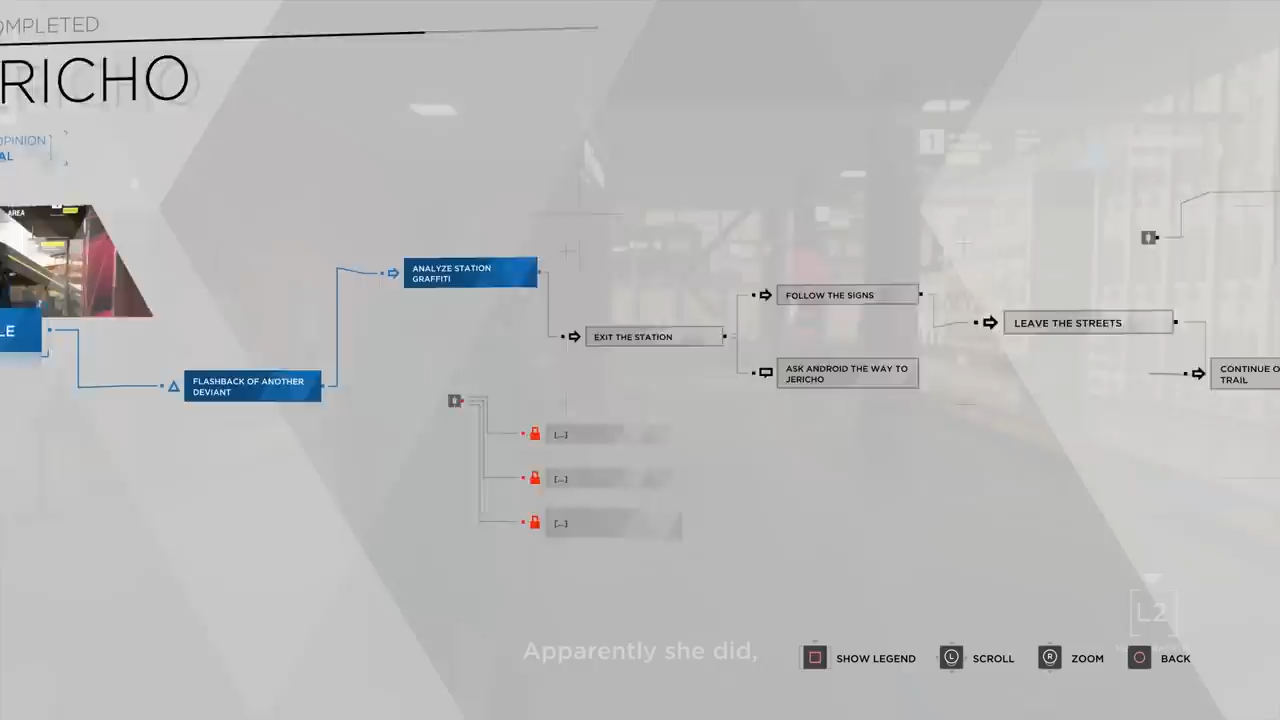 OMPLETED
RICHO
OPINION
AL
AREA
1
ANALYZE STATION
GRAFFITI
FOLLOW THE SIGNS
LEAVE THE STREETS
LE
EXIT THE STATION
ASK ANDROID THE WAY TO
JERICHO
CONTINUE O
TRAIL
FLASHBACK OF ANOTHER
DEVIANT
[...]
[...]
[...]
L2
Apparently she did,
SHOW LEGEND
L
SCROLL
R
ZOOM
BACK